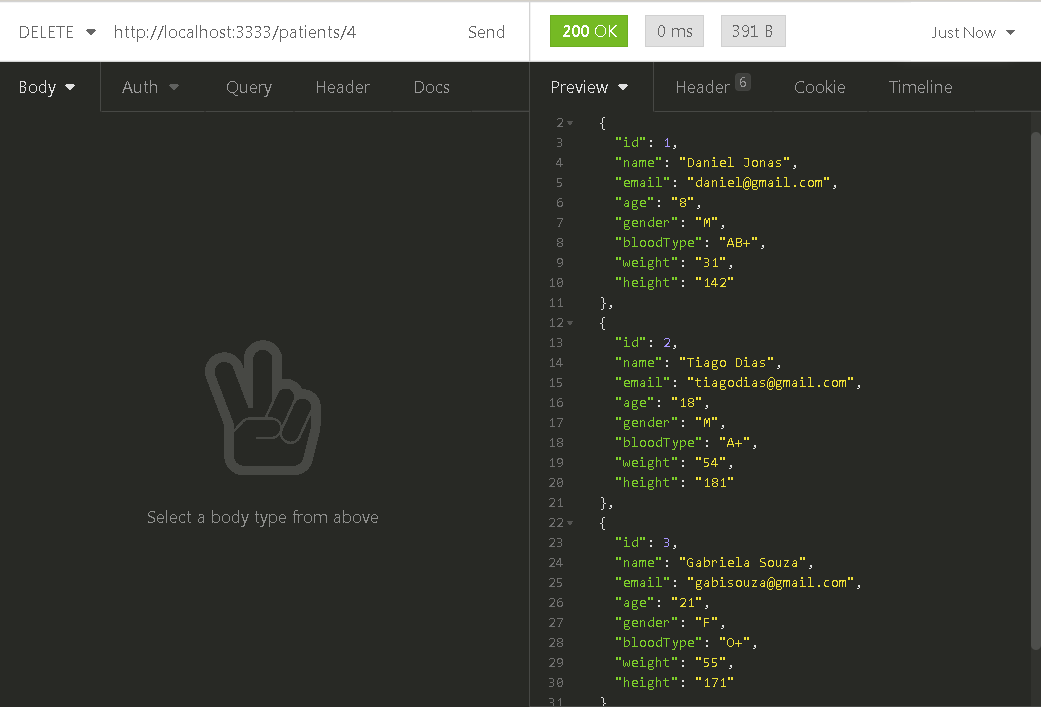 DELETE http://localhost:3333/patients/4 Send 200 OK 0 ms 391 B Just Now
Body Auth Query Header Docs Preview Header 6 Cookie Timeline
Select a body type from above
2 {
3 "id": 1,
4 "name": "Daniel Jonas",
5 "email": "daniel@gmail.com",
6 "age": "8",
7 "gender": "M",
8 "bloodType": "AB+",
9 "weight": "31",
10 "height": "142"
11 },
12 {
13 "id": 2,
14 "name": "Tiago Dias",
15 "email": "tiagodias@gmail.com",
16 "age": "18",
17 "gender": "M",
18 "bloodType": "A+",
19 "weight": "54",
20 "height": "181"
21 },
22 {
23 "id": 3,
24 "name": "Gabriela Souza",
25 "email": "gabisouza@gmail.com",
26 "age": "21",
27 "gender": "F",
28 "bloodType": "O+",
29 "weight": "55",
30 "height": "171"
31 }